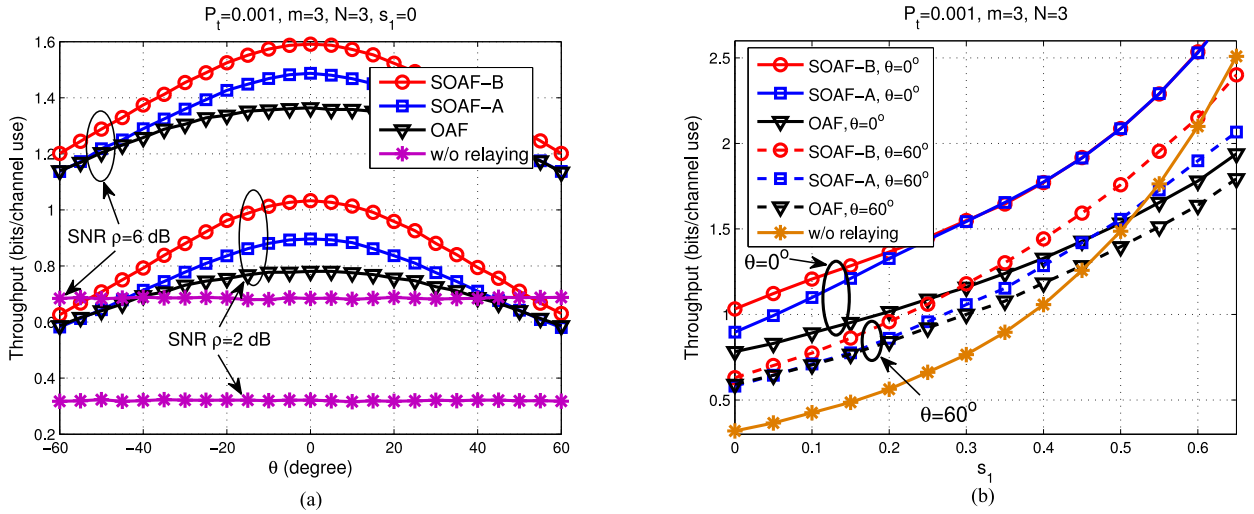 P_t=0.001, m=3, N=3, s_1=0
Throughput (bits/channel use)
1.6
1.4
1.2
1
0.8
0.6
0.4
0.2
SOAF-B
SOAF-A
OAF
w/o relaying
SNR ρ=6 dB
SNR ρ=2 dB
-60
-40
-20
0
20
40
60
θ (degree)
(a)
P_t=0.001, m=3, N=3
Throughput (bits/channel use)
2.5
2
1.5
1
0.5
SOAF-B, θ=0°
SOAF-A, θ=0°
OAF, θ=0°
SOAF-B, θ=60°
SOAF-A, θ=60°
OAF, θ=60°
w/o relaying
θ=0°
θ=60°
0
0.1
0.2
0.3
0.4
0.5
0.6
s_1
(b)